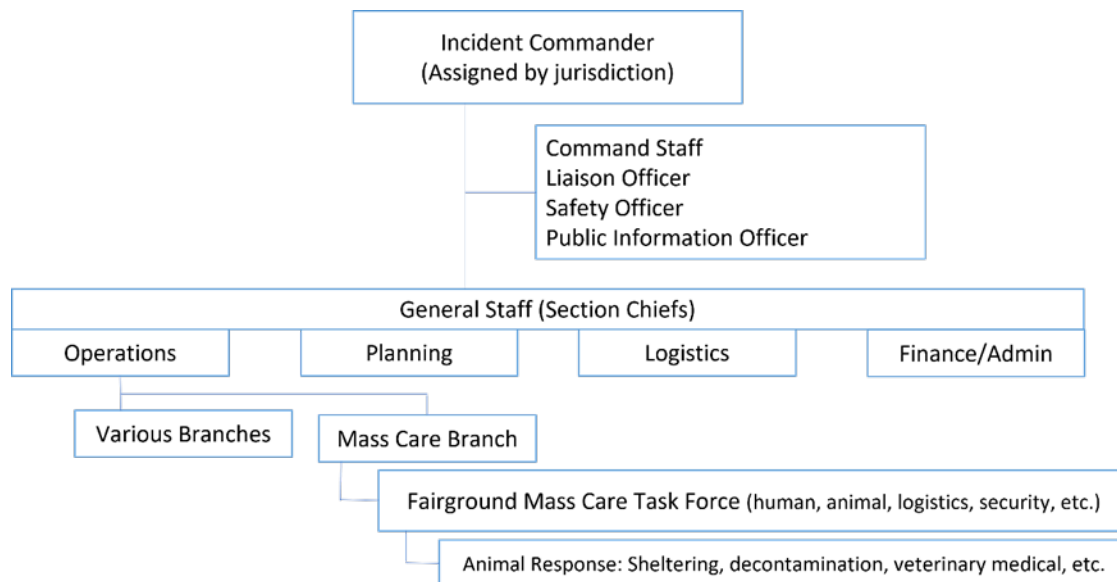 Incident Commander
(Assigned by jurisdiction)
Command Staff
Liaison Officer
Safety Officer
Public Information Officer
General Staff (Section Chiefs)
Operations
Planning
Logistics
Finance/Admin
Various Branches
Mass Care Branch
Fairground Mass Care Task Force (human, animal, logistics, security, etc.)
Animal Response: Sheltering, decontamination, veterinary medical, etc.